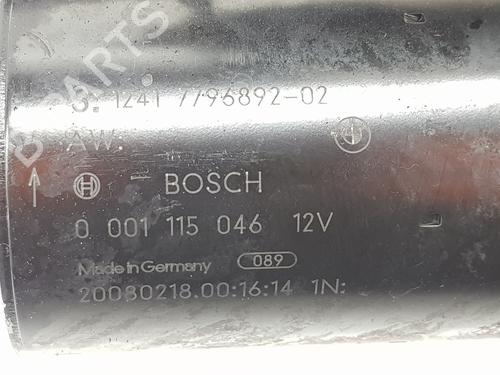 B-PARTS
S. 1241 7796892-02
AW
BOSCH
0 001 115 046 12V
Made in Germany 089
20080218.00:16:14 1N: